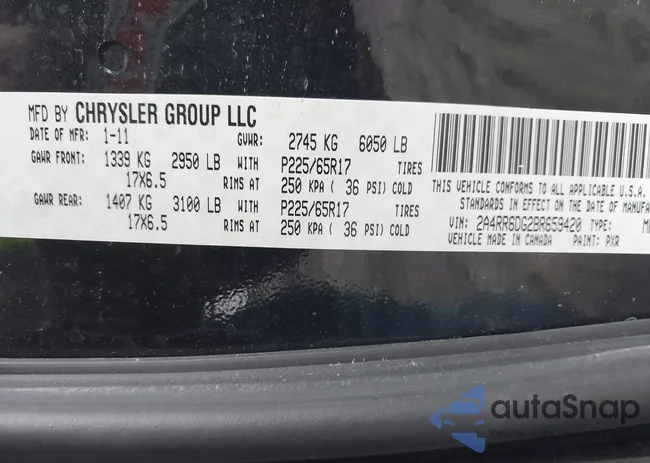 MFD BY CHRYSLER GROUP LLC
DATE OF MFR: 1-11 GVWR: 2745 KG 6050 LB
GAWR FRONT: 1339 KG 2950 LB WITH P225/65R17 TIRES
17X6.5 RIMS AT 250 KPA ( 36 PSI) COLD
GAWR REAR: 1407 KG 3100 LB WITH P225/65R17 TIRES
17X6.5 RIMS AT 250 KPA ( 36 PSI) COLD
THIS VEHICLE CONFORMS TO ALL APPLICABLE U.S.A.
STANDARDS IN EFFECT ON THE DATE OF MANUFA
VIN: 2A4RR6DG2BR659420 TYPE:
VEHICLE MADE IN CANADA PAINT: PXR
autaSnap